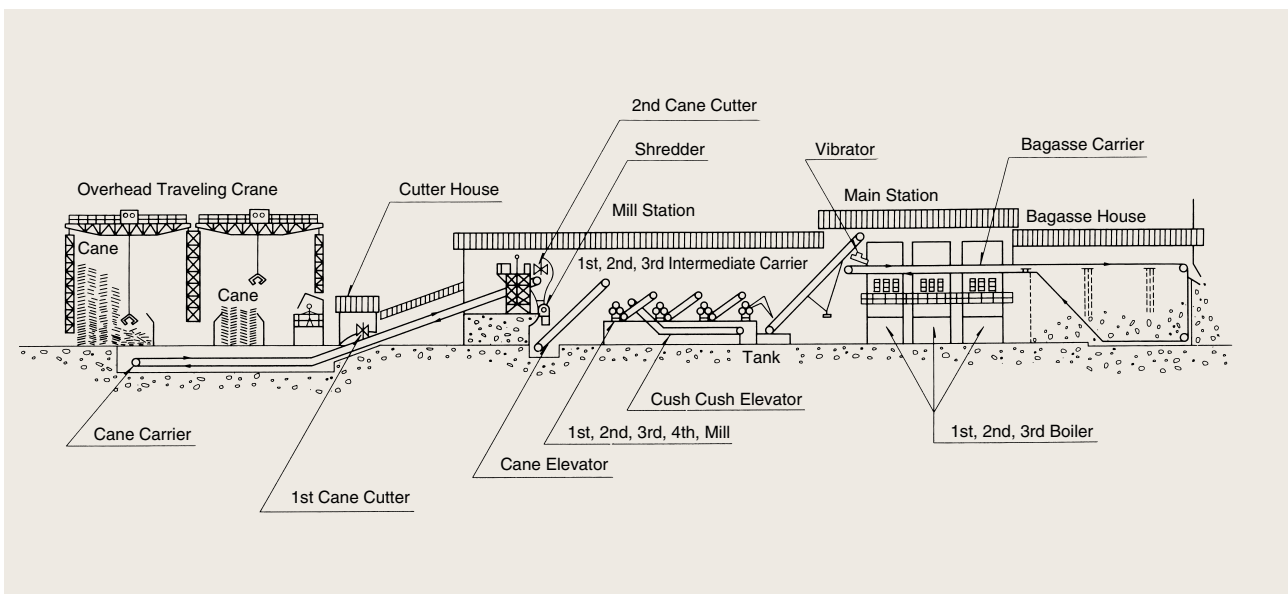 2nd Cane Cutter
Shredder
Vibrator
Bagasse Carrier
Overhead Traveling Crane
Cutter House
Mill Station
Main Station
Bagasse House
Cane
1st, 2nd, 3rd Intermediate Carrier
Cane
Tank
Cush Cush Elevator
Cane Carrier
1st, 2nd, 3rd, 4th, Mill
1st, 2nd, 3rd Boiler
Cane Elevator
1st Cane Cutter